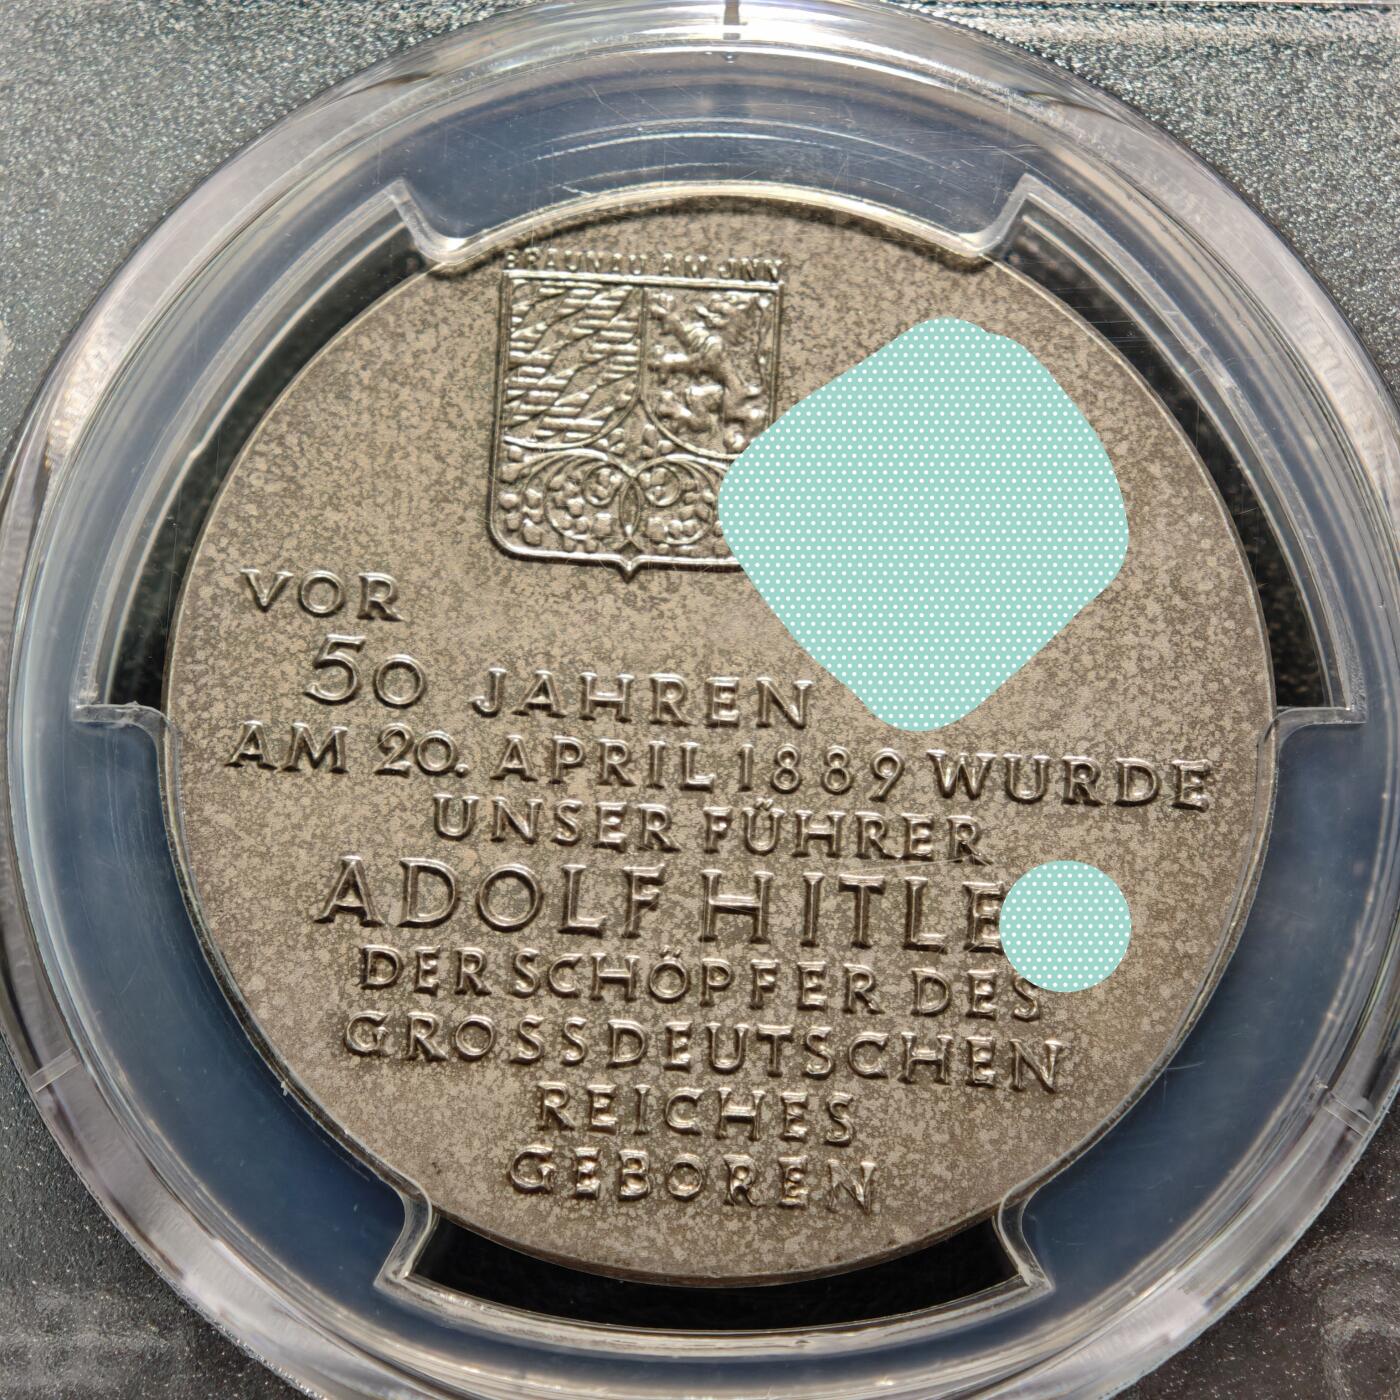 BRAUNAU AM INN
VOR
50 JAHREN
AM 20. APRIL 1889 WURDE
UNSER FÜHRER
ADOLF HITLE
DER SCHÖPFER DES
GROSSDEUTSCHEN
REICHES
GEBOREN